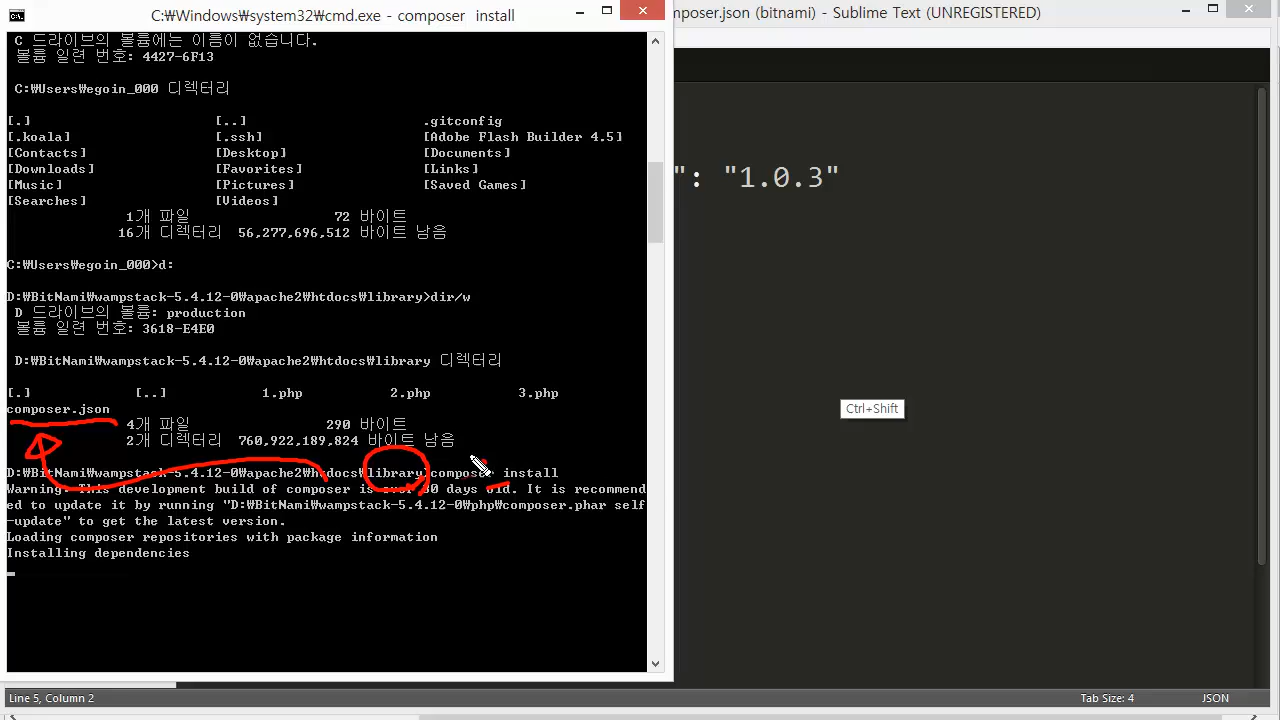 C:₩Windows₩system32₩cmd.exe - composer  install
mposer.json (bitnami) - Sublime Text (UNREGISTERED)
C 드라이브의 볼륨에는 이름이 없습니다.
볼륨 일련 번호: 4427-6F13
C:₩Users₩egoin_000 디렉터리
[.] [..] .gitconfig
[.koala] [.ssh] [Adobe Flash Builder 4.5]
[Contacts] [Desktop] [Documents]
[Downloads] [Favorites] [Links]
[Music] [Pictures] [Saved Games]
[Searches] [Videos]
1개 파일 72 바이트
16개 디렉터리 56,277,696,512 바이트 남음
C:₩Users₩egoin_000>d:
D:₩BitNami₩wampstack-5.4.12-0₩apache2₩htdocs₩library>dir/w
D 드라이브의 볼륨: production
볼륨 일련 번호: 3618-E4E0
D:₩BitNami₩wampstack-5.4.12-0₩apache2₩htdocs₩library 디렉터리
[.] [..] 1.php 2.php 3.php
composer.json
4개 파일 290 바이트
2개 디렉터리 760,922,189,824 바이트 남음
D:₩BitNami₩wampstack-5.4.12-0₩apache2₩htdocs₩library>composer install
Warning: This development build of composer is over 30 days old. It is recommend
ed to update it by running "D:₩BitNami₩wampstack-5.4.12-0₩php₩composer.phar self
-update" to get the latest version.
Loading composer repositories with package information
Installing dependencies
": "1.0.3"
Ctrl+Shift
Line 5, Column 2
Tab Size: 4
JSON